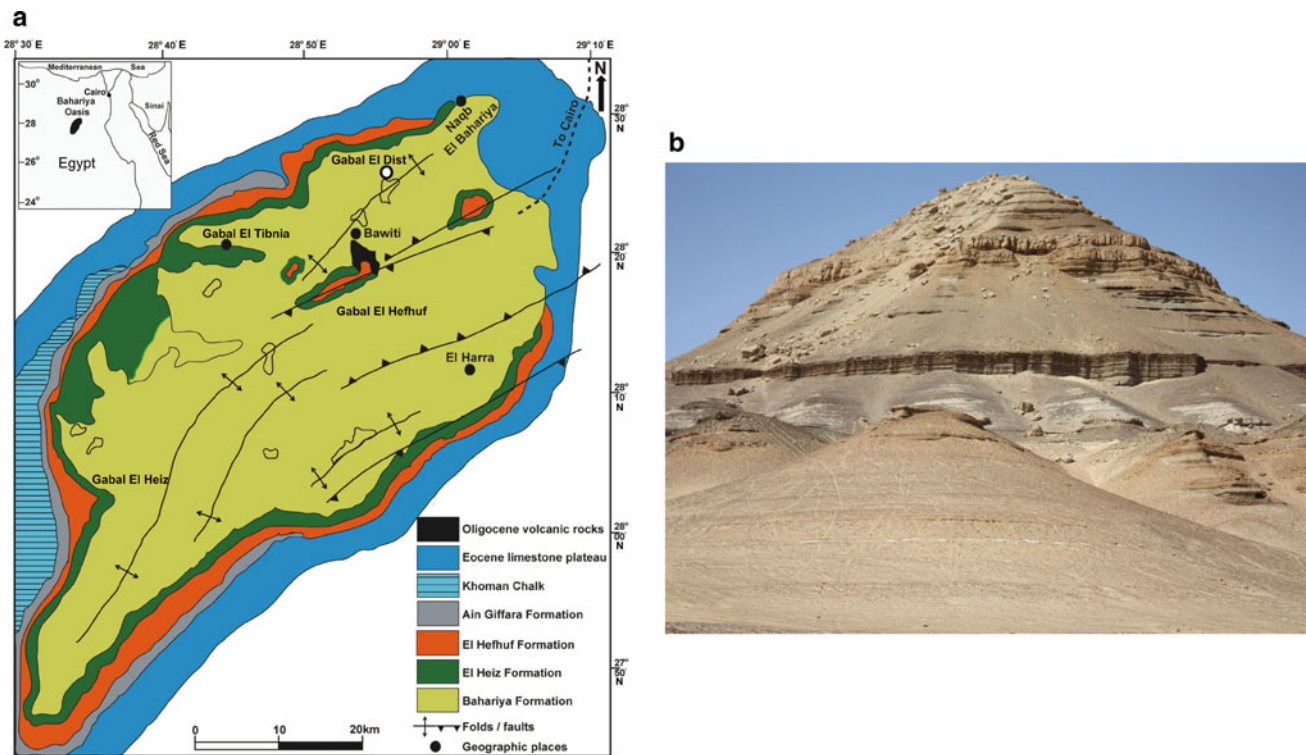 a
28° 30´ E
28° 40´ E
28° 50´ E
29° 00´ E
29° 10´ E
Mediterranean Sea
30°
Cairo
Bahariya
Oasis
Sinai
28
26°
Red Sea
Egypt
24°
N
To Cairo
28°
30
N
Naqb
El Bahariya
Gabal El Dist
Gabal El Tibnia
Bawiti
28°
20
N
Gabal El Hefhuf
El Harra
28°
10
N
Gabal El Heiz
28°
00
N
Oligocene volcanic rocks
Eocene limestone plateau
Khoman Chalk
Ain Giffara Formation
El Hefhuf Formation
El Heiz Formation
Bahariya Formation
27°
50´
N
Folds / faults
Geographic places
0 10 20km
b